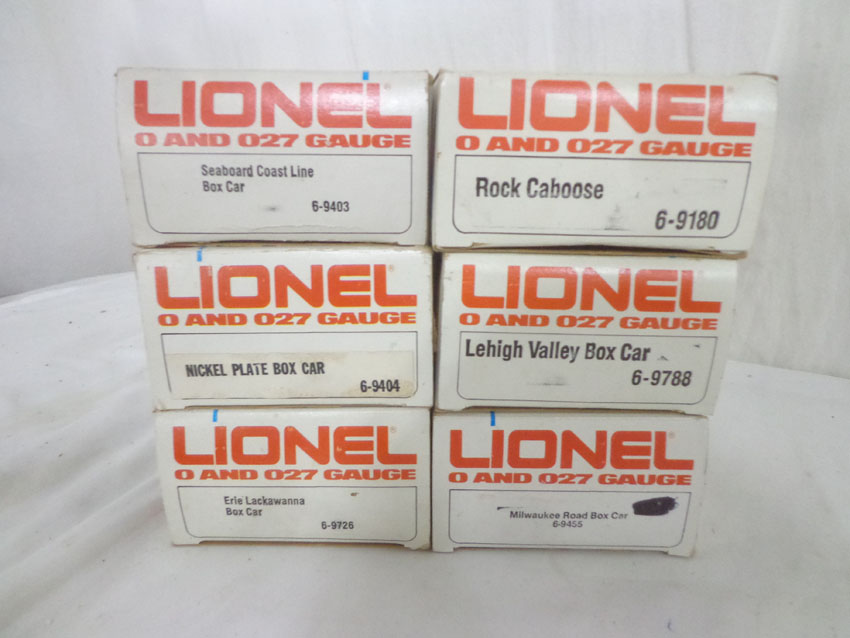 LIONEL
O AND O27 GAUGE
Seaboard Coast Line
Box Car
6-9403
LIONEL
O AND O27 GAUGE
Rock Caboose
6-9180
LIONEL
O AND O27 GAUGE
NICKEL PLATE BOX CAR
6-9404
LIONEL
O AND O27 GAUGE
Lehigh Valley Box Car
6-9788
LIONEL
O AND O27 GAUGE
Erie Lackawanna
Box Car
6-9726
LIONEL
O AND O27 GAUGE
Milwaukee Road Box Car
6-9455